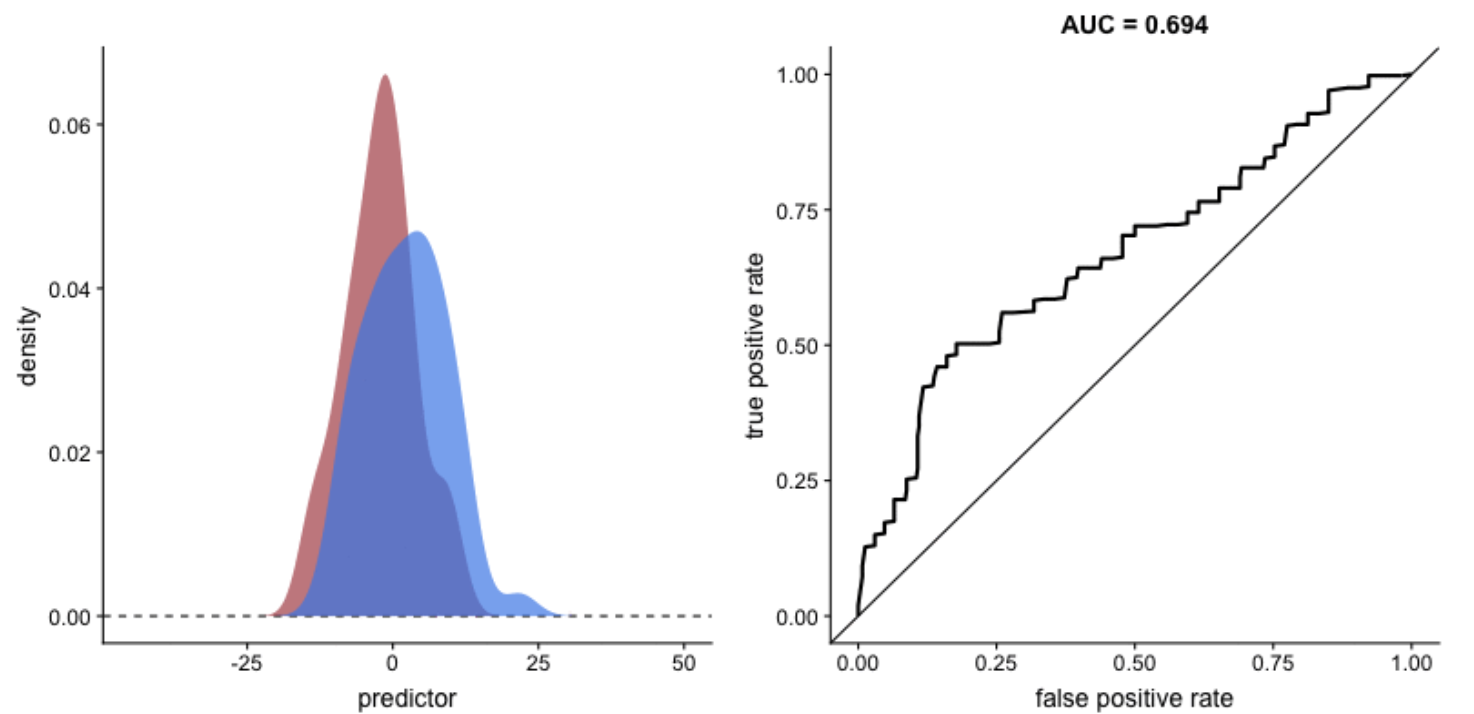 0.06
0.04
0.02
0.00
density
-25 0 25 50
predictor
AUC = 0.694
1.00
0.75
0.50
0.25
0.00
true positive rate
0.00 0.25 0.50 0.75 1.00
false positive rate